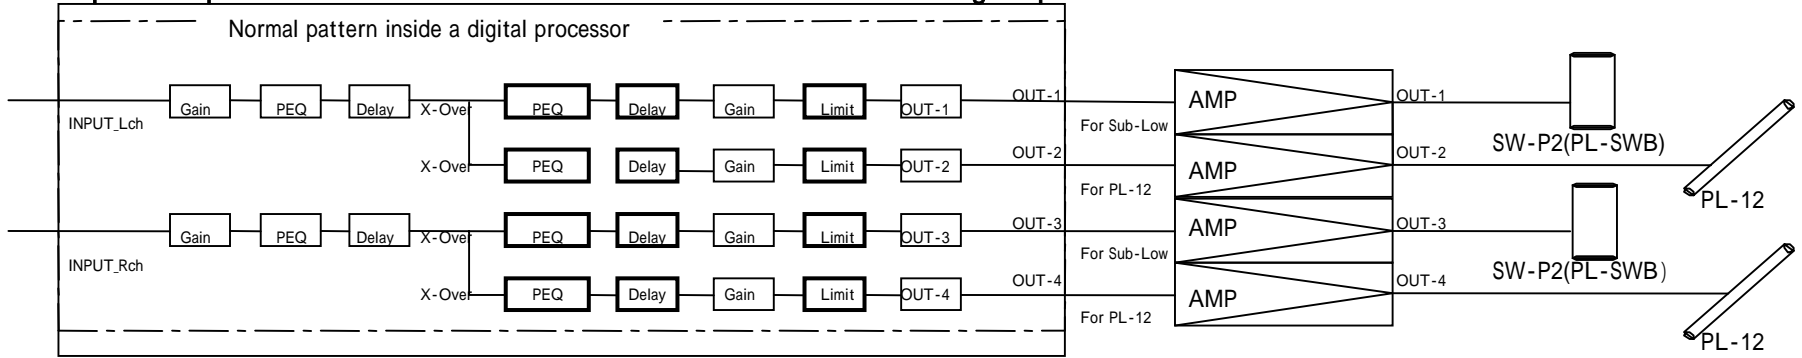 Normal pattern inside a digital processor
INPUT_Lch
Gain PEQ Delay X-Over PEQ Delay Gain Limit OUT-1 OUT-1 For Sub-Low AMP OUT-1 SW-P2(PL-SWB)
X-Over PEQ Delay Gain Limit OUT-2 OUT-2 For PL-12 AMP OUT-2 PL-12
INPUT_Rch
Gain PEQ Delay X-Over PEQ Delay Gain Limit OUT-3 OUT-3 For Sub-Low AMP OUT-3 SW-P2(PL-SWB)
X-Over PEQ Delay Gain Limit OUT-4 OUT-4 For PL-12 AMP OUT-4 PL-12